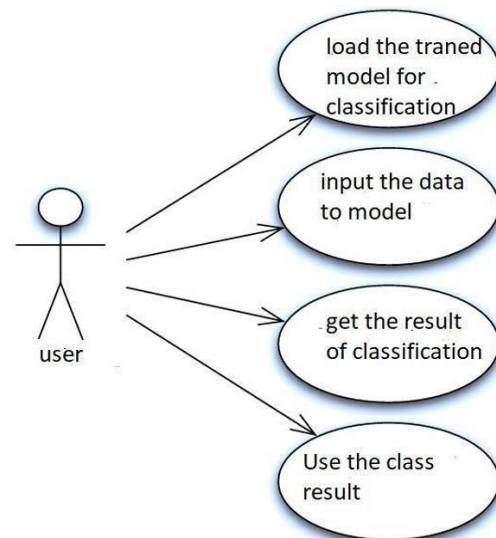 load the traned
model for
classification
input the data
to model
user
get the result
of classification
Use the class
result